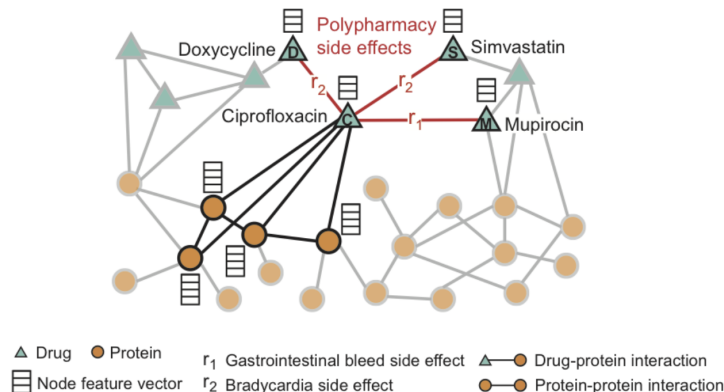 Polypharmacy
side effects
Doxycycline
D
S
Simvastatin
r2
r2
Ciprofloxacin
C
r1
M
Mupirocin
Drug
Protein
r1 Gastrointestinal bleed side effect
Drug-protein interaction
Node feature vector
r2 Bradycardia side effect
Protein-protein interaction